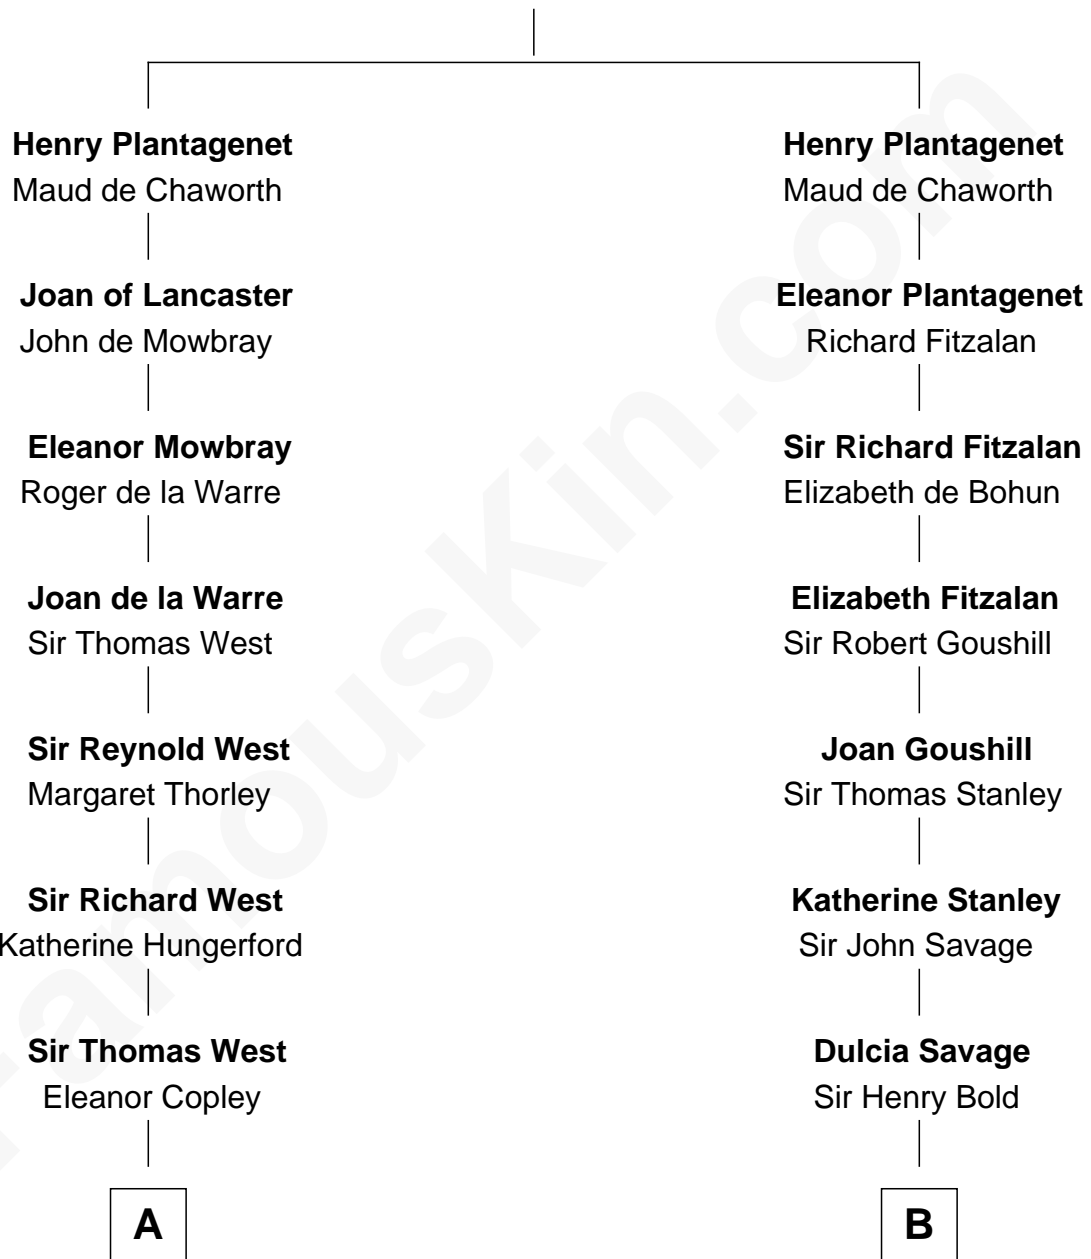 Henry Plantagenet
Maud de Chaworth
Joan of Lancaster
John de Mowbray
Eleanor Mowbray
Roger de la Warre
Joan de la Warre
Sir Thomas West
Sir Reynold West
Margaret Thorley
Sir Richard West
Katherine Hungerford
Sir Thomas West
Eleanor Copley
A
Henry Plantagenet
Maud de Chaworth
Eleanor Plantagenet
Richard Fitzalan
Sir Richard Fitzalan
Elizabeth de Bohun
Elizabeth Fitzalan
Sir Robert Goushill
Joan Goushill
Sir Thomas Stanley
Katherine Stanley
Sir John Savage
Dulcia Savage
Sir Henry Bold
B
FamousKin.com